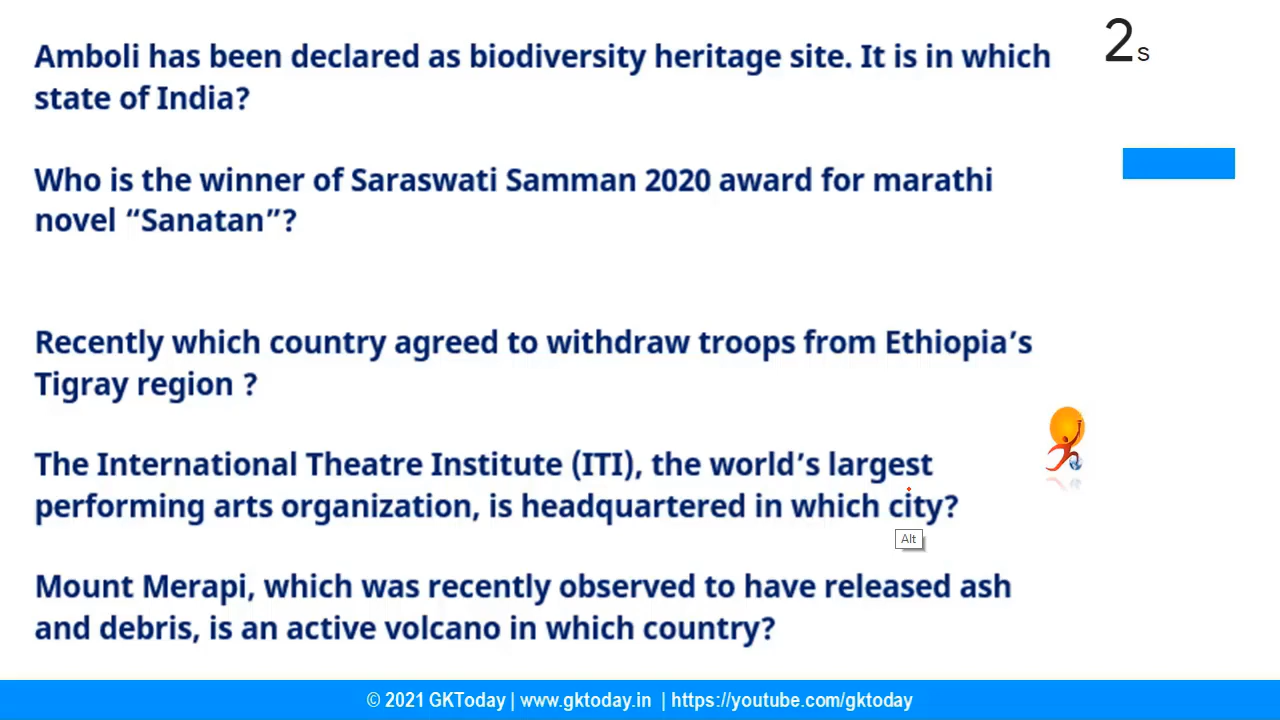 2s
Amboli has been declared as biodiversity heritage site. It is in which
state of India?
Who is the winner of Saraswati Samman 2020 award for marathi
novel “Sanatan”?
Recently which country agreed to withdraw troops from Ethiopia’s
Tigray region ?
The International Theatre Institute (ITI), the world’s largest
performing arts organization, is headquartered in which city?
Alt
Mount Merapi, which was recently observed to have released ash
and debris, is an active volcano in which country?
© 2021 GKToday | www.gktoday.in | https://youtube.com/gktoday